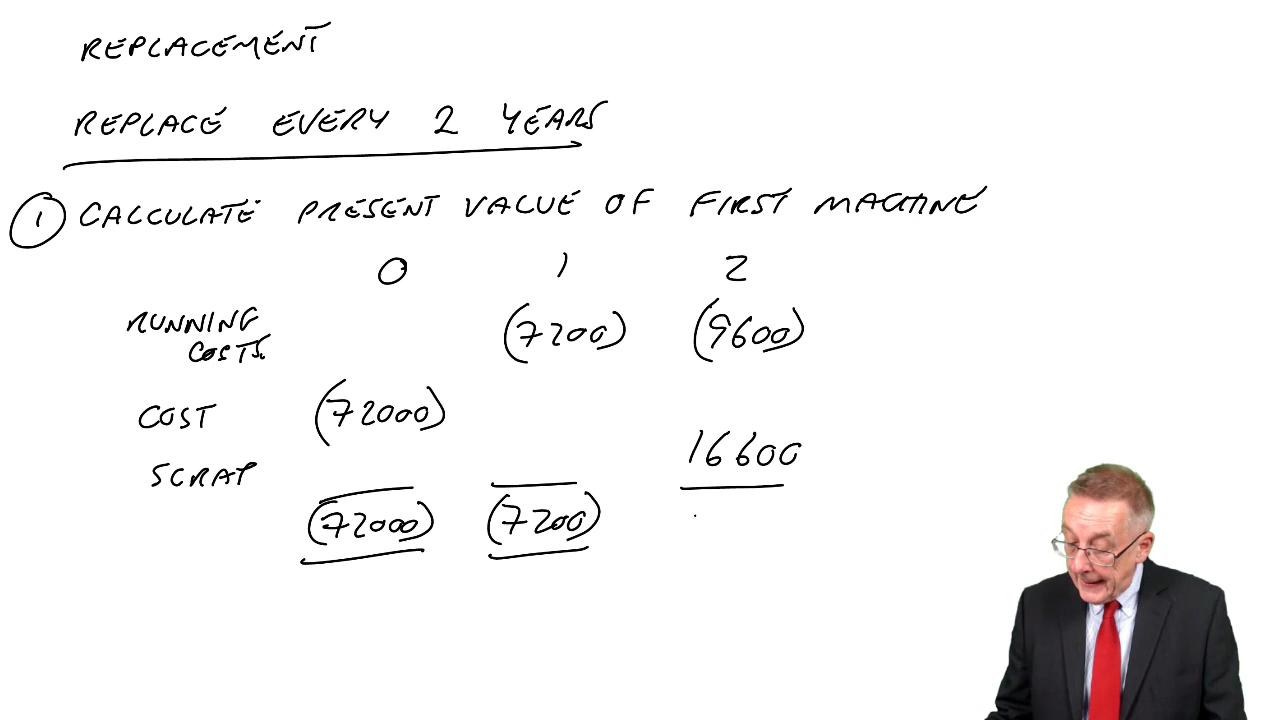 REPLACEMENT
REPLACE EVERY 2 YEARS
① CALCULATE PRESENT VALUE OF FIRST MACHINE
0 1 2
RUNNING COSTS (7200) (9600)
COST (72000)
SCRAP 16600
(72000) (7200)